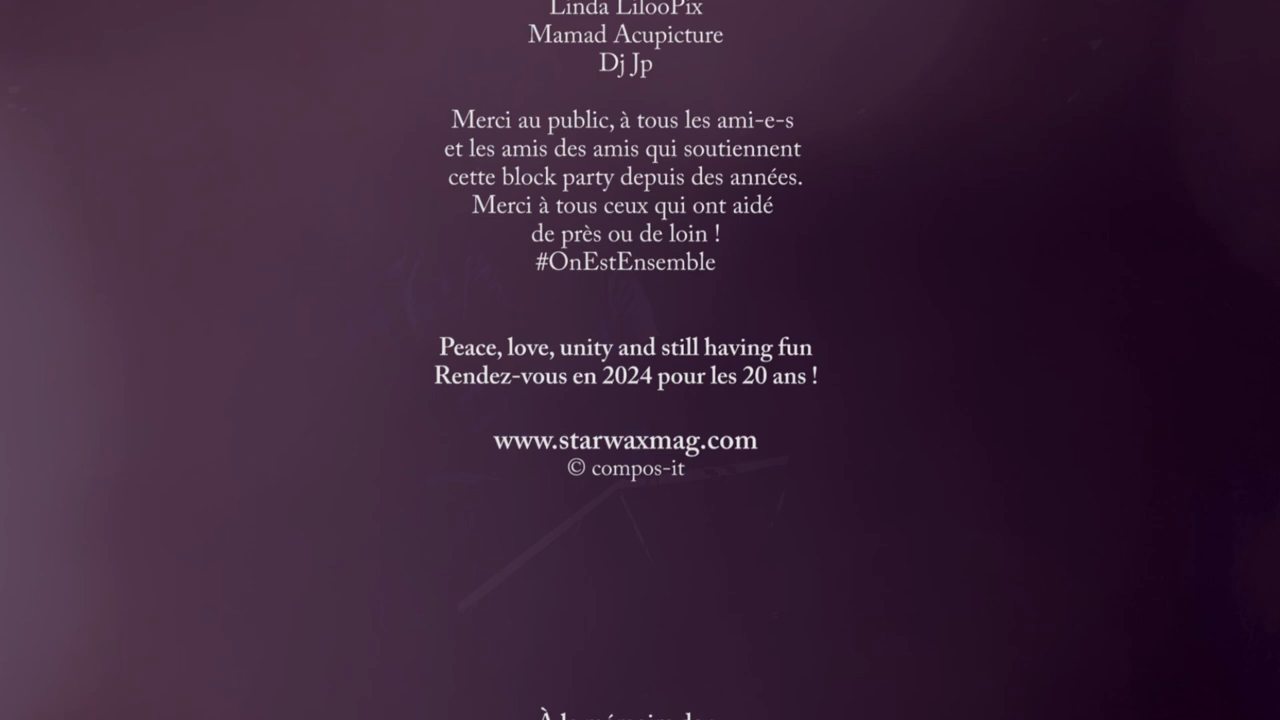 Linda LilooPix
Mamad Acupicture
Dj Jp
Merci au public, à tous les ami-e-s
et les amis des amis qui soutiennent
cette block party depuis des années.
Merci à tous ceux qui ont aidé
de près ou de loin !
#OnEstEnsemble
Peace, love, unity and still having fun
Rendez-vous en 2024 pour les 20 ans !
www.starwaxmag.com
© compos-it
À la mémoire des